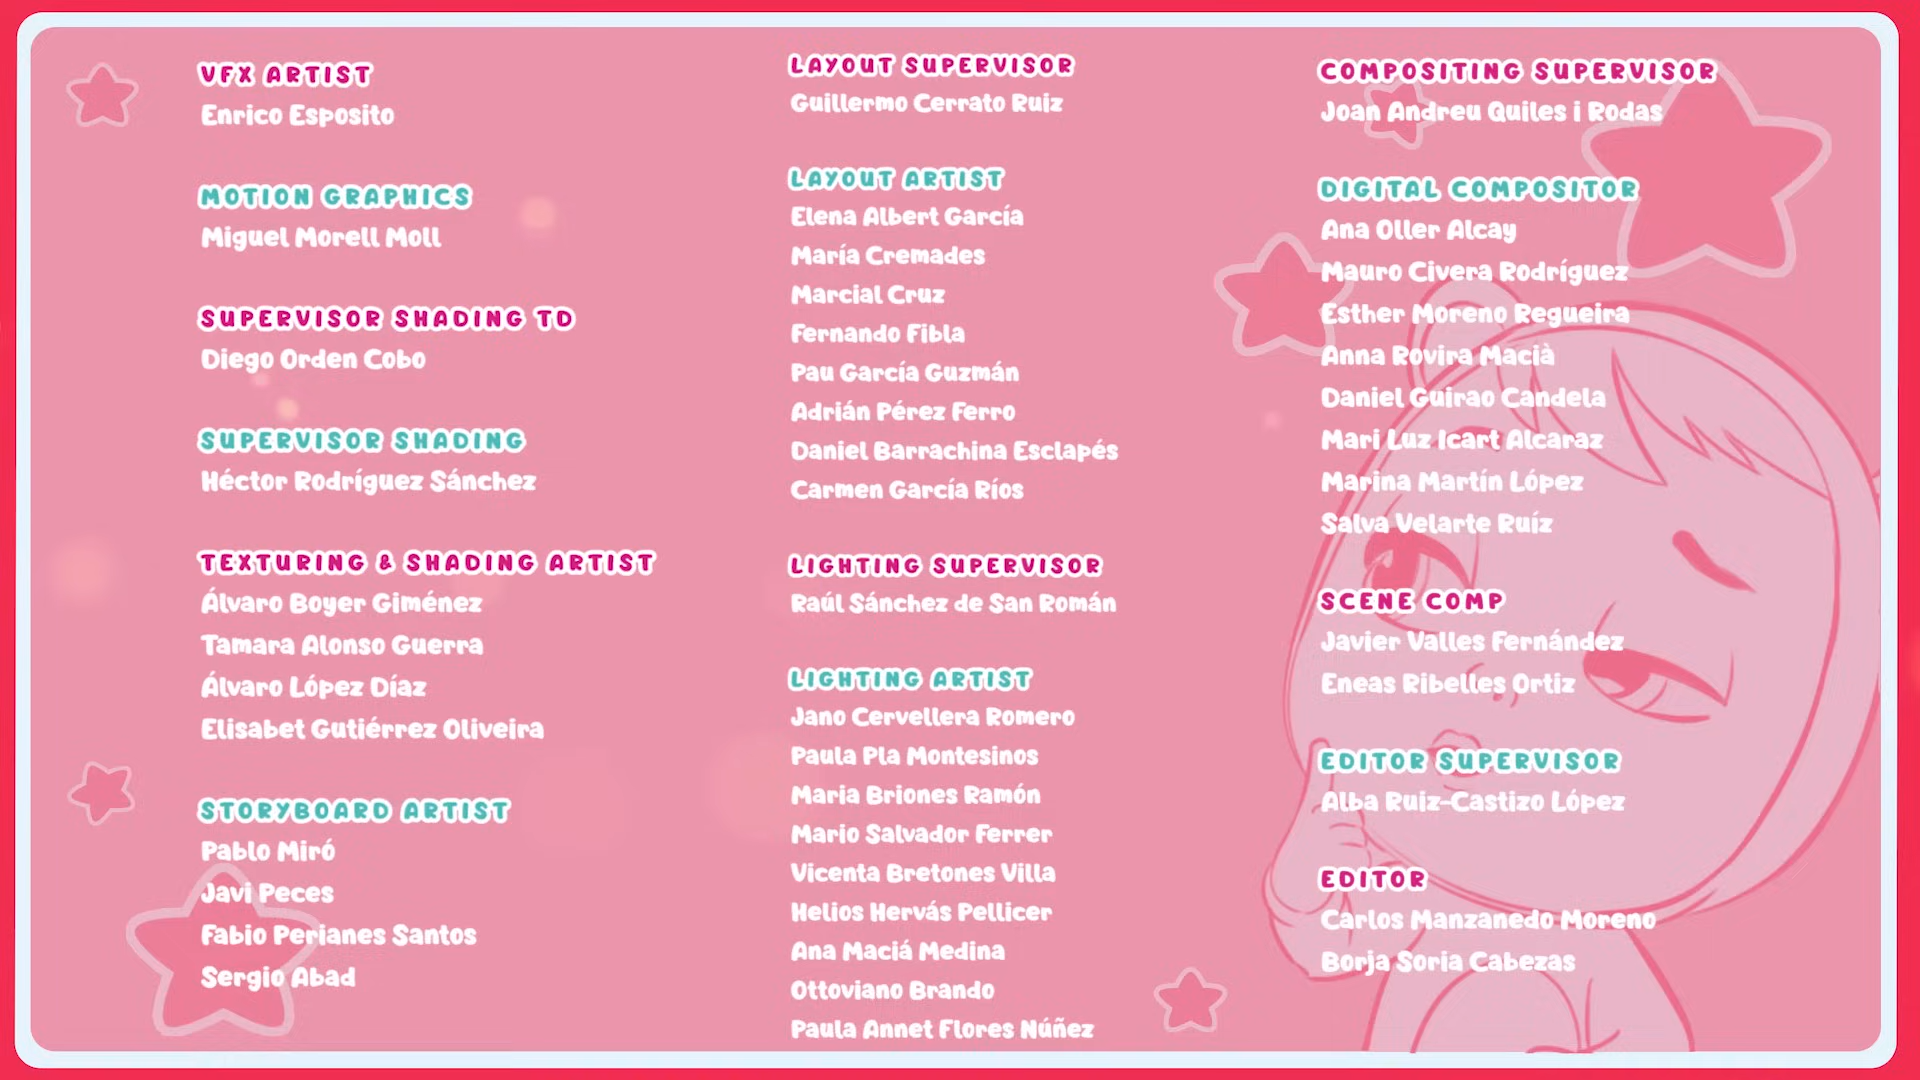 VFX ARTIST
Enrico Esposito
MOTION GRAPHICS
Miguel Morell Moll
SUPERVISOR SHADING TD
Diego Orden Cobo
SUPERVISOR SHADING
Héctor Rodríguez Sánchez
TEXTURING & SHADING ARTIST
Álvaro Boyer Giménez
Tamara Alonso Guerra
Álvaro López Díaz
Elisabet Gutiérrez Oliveira
STORYBOARD ARTIST
Pablo Miró
Javi Peces
Fabio Perianes Santos
Sergio Abad
LAYOUT SUPERVISOR
Guillermo Cerrato Ruiz
LAYOUT ARTIST
Elena Albert García
María Cremades
Marcial Cruz
Fernando Fibla
Pau García Guzmán
Adrián Pérez Ferro
Daniel Barrachina Esclapés
Carmen García Ríos
LIGHTING SUPERVISOR
Raúl Sánchez de San Román
LIGHTING ARTIST
Jano Cervellera Romero
Paula Pla Montesinos
Maria Briones Ramón
Mario Salvador Ferrer
Vicenta Bretones Villa
Helios Hervás Pellicer
Ana Maciá Medina
Ottoviano Brando
Paula Annet Flores Núñez
COMPOSITING SUPERVISOR
Joan Andreu Quiles i Rodas
DIGITAL COMPOSITOR
Ana Oller Alcay
Mauro Civera Rodríguez
Esther Moreno Regueira
Anna Rovira Macià
Daniel Guirao Candela
Mari Luz Icart Alcaraz
Marina Martín López
Salva Velarte Ruíz
SCENE COMP
Javier Valles Fernández
Eneas Ribelles Ortiz
EDITOR SUPERVISOR
Alba Ruiz-Castizo López
EDITOR
Carlos Manzanedo Moreno
Borja Soria Cabezas